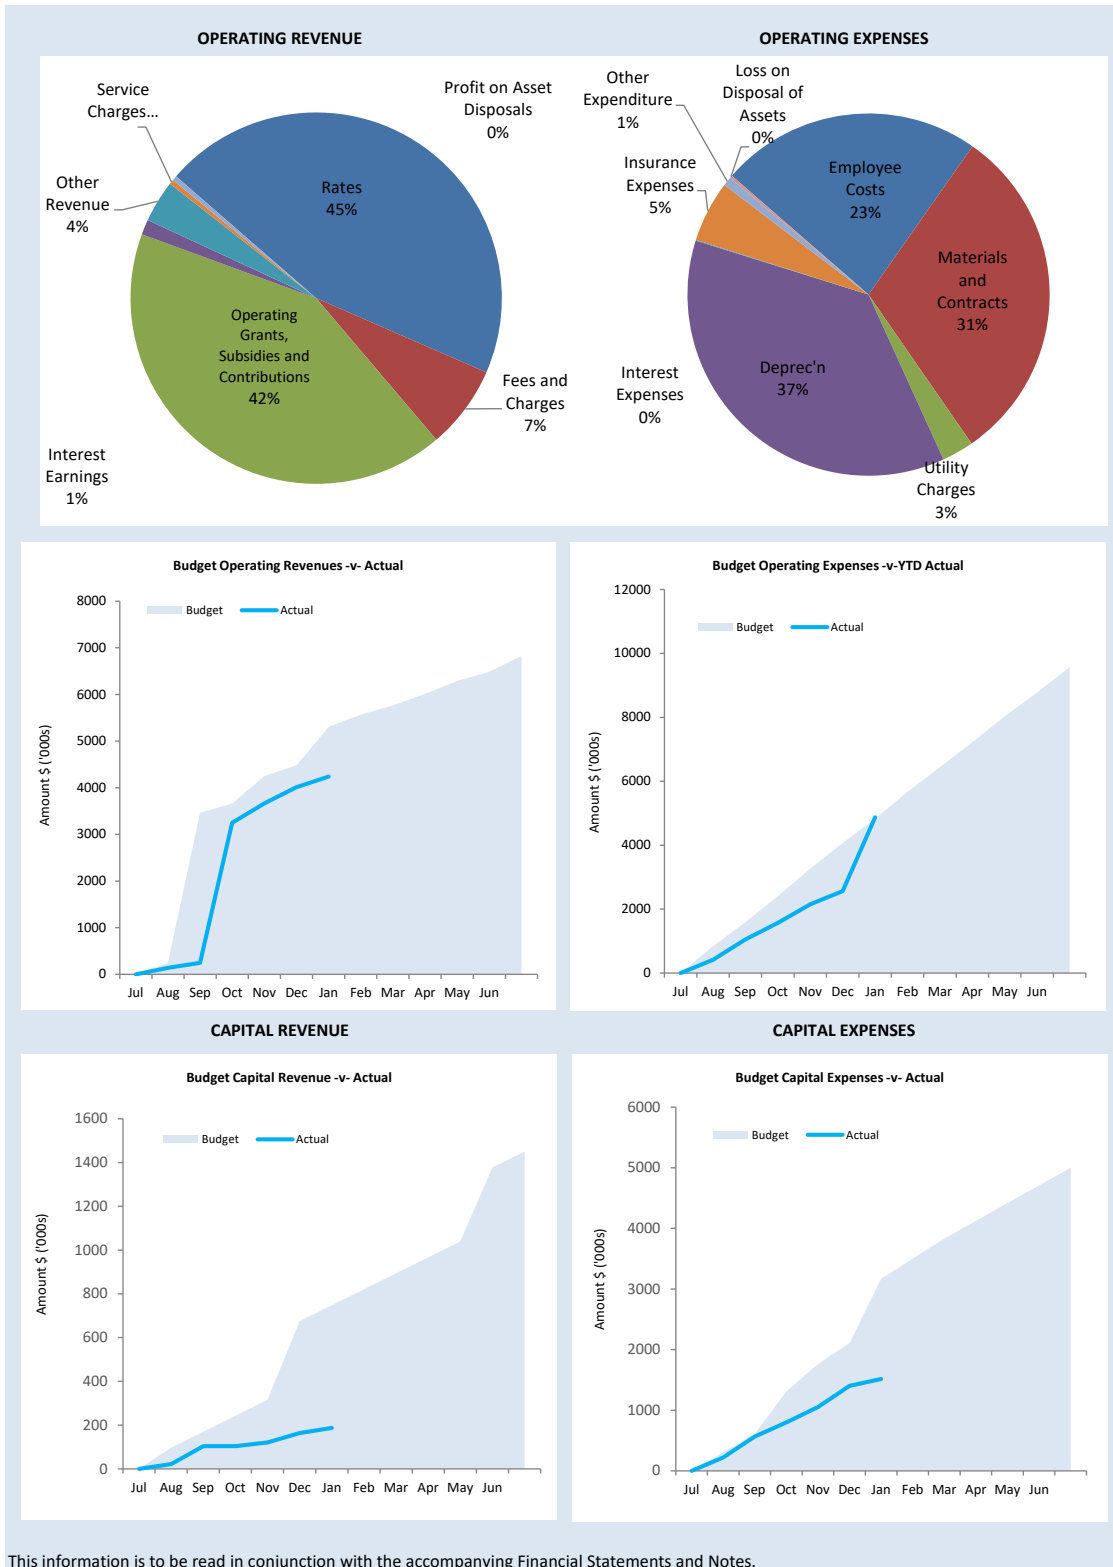 OPERATING REVENUE
OPERATING EXPENSES
Service
Charges...
Other
Revenue
4%
Interest
Earnings
1%
Rates
45%
Operating
Grants,
Subsidies and
Contributions
42%
Profit on Asset
Disposals
0%
Fees and
Charges
7%
Other
Expenditure
1%
Loss on
Disposal of
Assets
0%
Insurance
Expenses
5%
Employee
Costs
23%
Materials
and
Contracts
31%
Deprec'n
37%
Interest
Expenses
0%
Utility
Charges
3%
Budget Operating Revenues -v- Actual
Budget
Actual
Amount $ ('000s)
8000
7000
6000
5000
4000
3000
2000
1000
0
Jul Aug Sep Oct Nov Dec Jan Feb Mar Apr May Jun
Budget Operating Expenses -v-YTD Actual
Budget
Actual
Amount $ ('000s)
12000
10000
8000
6000
4000
2000
0
Jul Aug Sep Oct Nov Dec Jan Feb Mar Apr May Jun
CAPITAL REVENUE
CAPITAL EXPENSES
Budget Capital Revenue -v- Actual
Budget
Actual
Amount $ ('000s)
1600
1400
1200
1000
800
600
400
200
0
Jul Aug Sep Oct Nov Dec Jan Feb Mar Apr May Jun
Budget Capital Expenses -v- Actual
Budget
Actual
Amount $ ('000s)
6000
5000
4000
3000
2000
1000
0
Jul Aug Sep Oct Nov Dec Jan Feb Mar Apr May Jun
This information is to be read in conjunction with the accompanying Financial Statements and Notes.